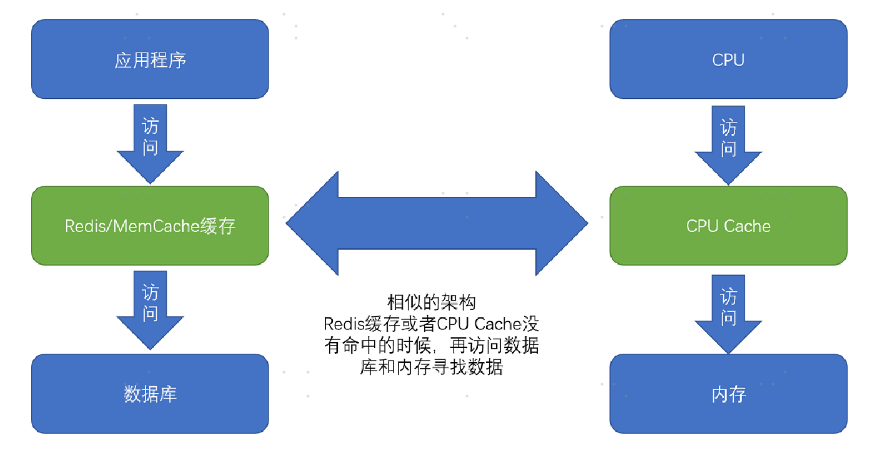 应用程序
CPU
访
问
访
问
Redis/MemCache缓存
CPU Cache
访
问
访
问
相似的架构
Redis缓存或者CPU Cache没
有命中的时候，再访问数据
库和内存寻找数据
数据库
内存